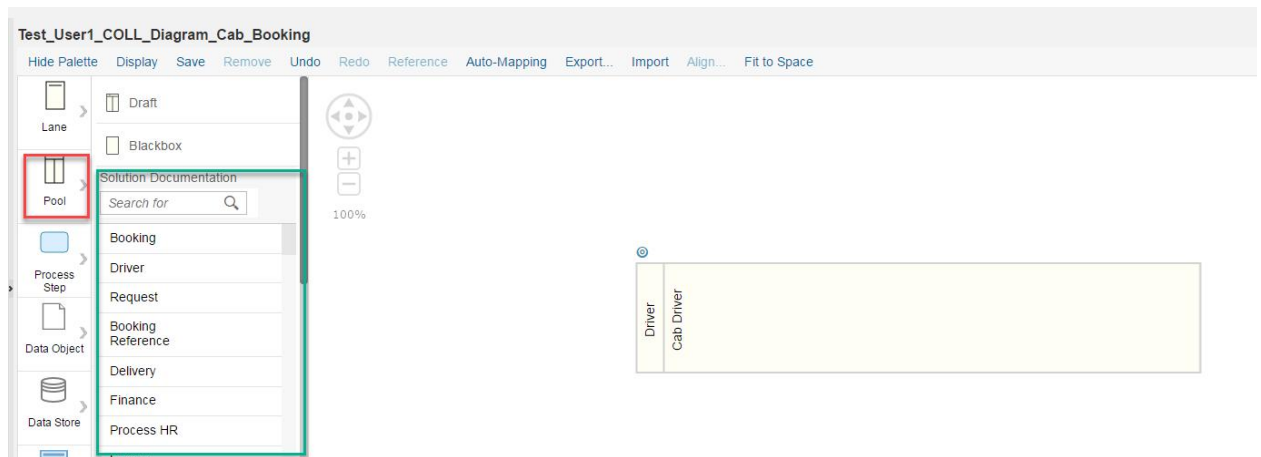 Test_User1_COLL_Diagram_Cab_Booking
Hide Palette Display Save Remove Undo Redo Reference Auto-Mapping Export... Import Align... Fit to Space
Lane
Pool
Process
Step
Data Object
Data Store
Draft
Blackbox
Solution Documentation
Search for
Booking
Driver
Request
Booking
Reference
Delivery
Finance
Process HR
100%
Driver
Cab Driver